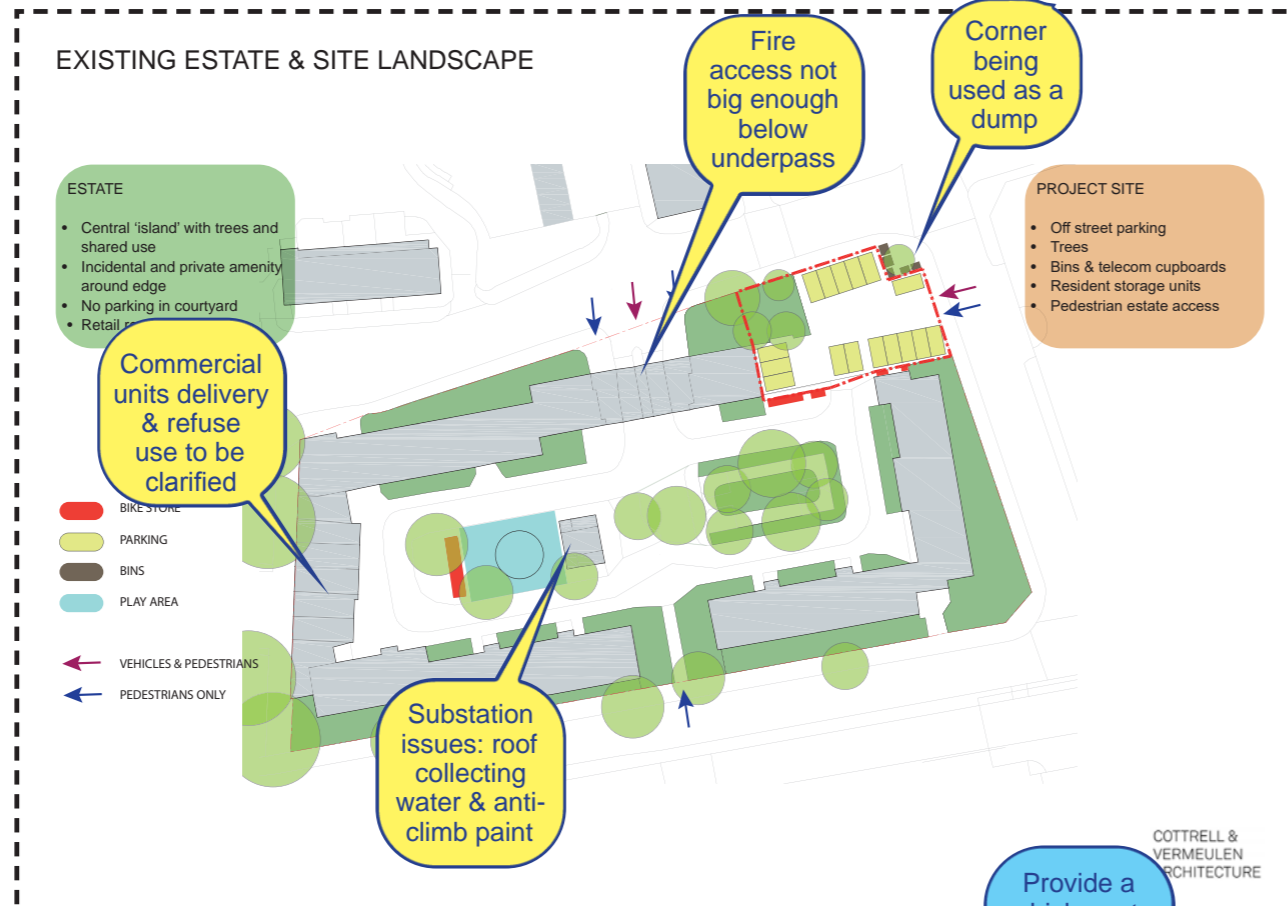 EXISTING ESTATE & SITE LANDSCAPE
Fire
access not
big enough
below
underpass
Corner
being
used as a
dump
ESTATE
• Central ‘island’ with trees and
shared use
• Incidental and private amenity
around edge
• No parking in courtyard
• Retail
PROJECT SITE
• Off street parking
• Trees
• Bins & telecom cupboards
• Resident storage units
• Pedestrian estate access
Commercial
units delivery
& refuse
use to be
clarified
BIKE STORE
PARKING
BINS
PLAY AREA
VEHICLES & PEDESTRIANS
PEDESTRIANS ONLY
Substation
issues: roof
collecting
water & anti-
climb paint
COTTRELL &
VERMEULEN
ARCHITECTURE
Provide a